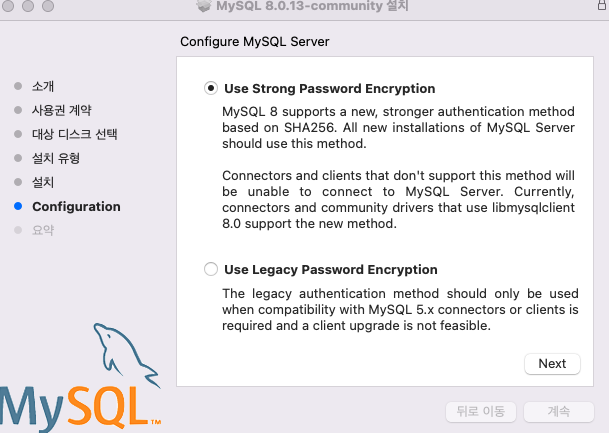 MySQL 8.0.13-community 설치
Configure MySQL Server
소개
사용권 계약
대상 디스크 선택
설치 유형
설치
Configuration
요약
Use Strong Password Encryption
MySQL 8 supports a new, stronger authentication method
based on SHA256. All new installations of MySQL Server
should use this method.
Connectors and clients that don't support this method will
be unable to connect to MySQL Server. Currently,
connectors and community drivers that use libmysqlclient
8.0 support the new method.
Use Legacy Password Encryption
The legacy authentication method should only be used
when compatibility with MySQL 5.x connectors or clients is
required and a client upgrade is not feasible.
Next
MySQL™
뒤로 이동
계속